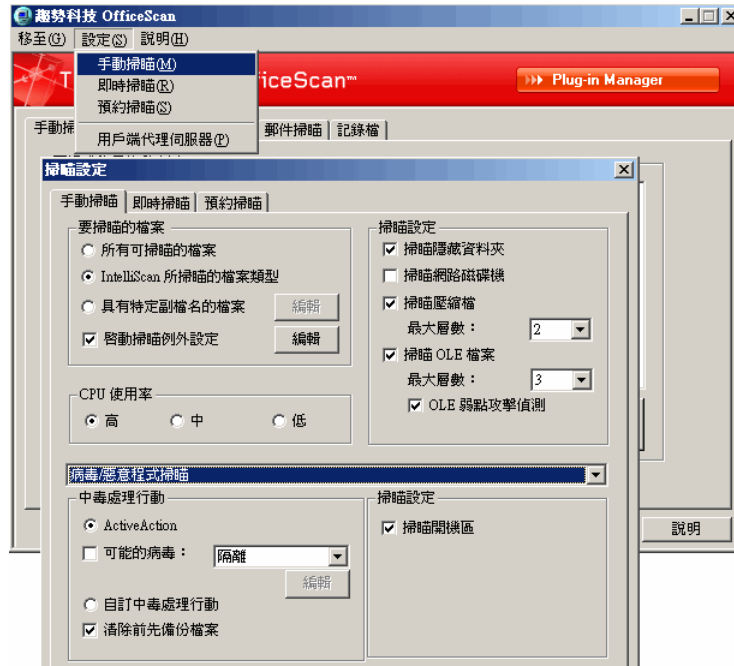 趨勢科技 OfficeScan
移至(G) 設定(S) 說明(H)
手動掃瞄(M)
即時掃瞄(R)
預約掃瞄(S)
用戶端代理伺服器(P)
T
iceScan™
Plug-in Manager
手動掃
郵件掃瞄 記錄檔
掃瞄設定
手動掃瞄 即時掃瞄 預約掃瞄
要掃瞄的檔案
所有可掃瞄的檔案
IntelliScan 所掃瞄的檔案類型
具有特定副檔名的檔案 編輯
啟動掃瞄例外設定 編輯
CPU 使用率
高 中 低
掃瞄設定
掃瞄隱藏資料夾
掃瞄網路磁碟機
掃瞄壓縮檔
最大層數： 2
掃瞄 OLE 檔案
最大層數： 3
OLE 弱點攻擊偵測
病毒/惡意程式掃瞄
中毒處理行動
ActiveAction
可能的病毒： 隔離
編輯
自訂中毒處理行動
清除前先備份檔案
掃瞄設定
掃瞄開機區
說明